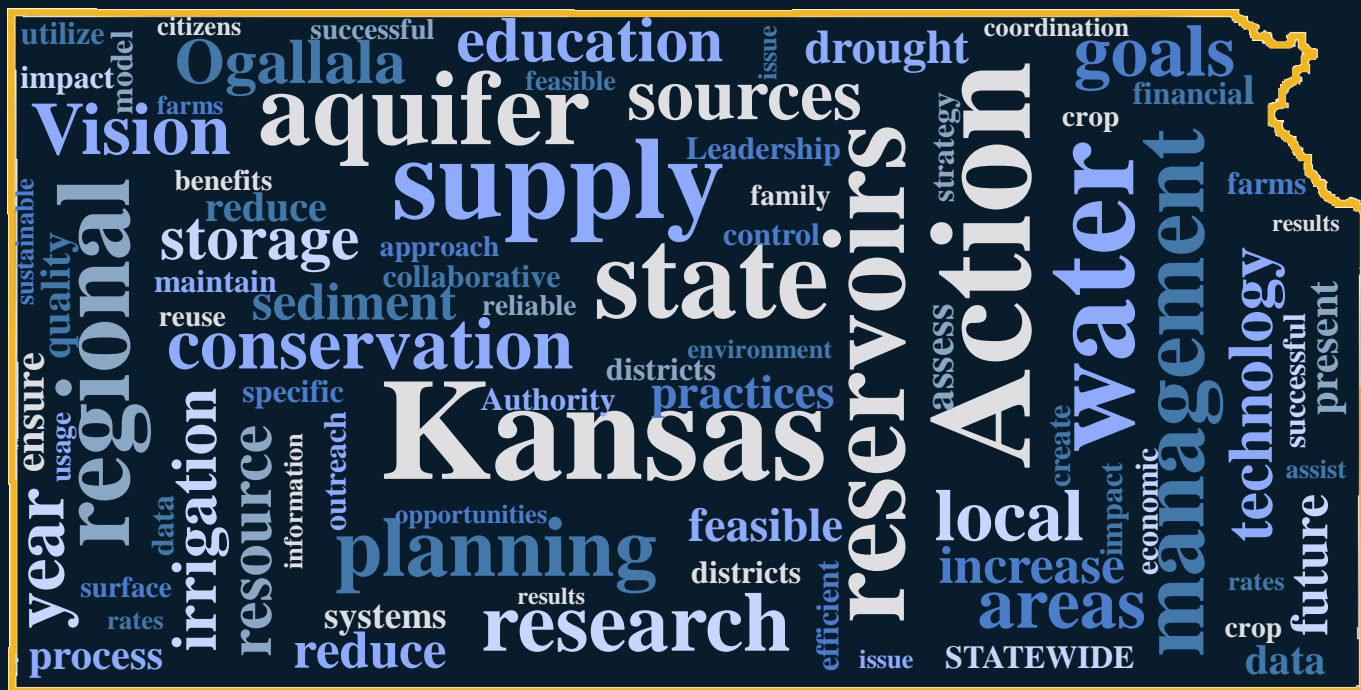 utilize
citizens
successful
model
Ogallala
education
feasible
issue
drought
coordination
goals
impact
farms
Vision
aquifer
sources
strategy
financial
crop
Leadership
supply
benefits
reduce
family
farms
results
sustainable
quality
regional
storage
approach
control
reservoirs
Action
water
management
maintain
collaborative
state
sediment
reliable
reuse
conservation
environment
assess
technology
present
successful
ensure
specific
districts
Authority
practices
Kansas
usage
irrigation
resource
information
outreach
create
impact
economic
assist
year
data
opportunities
planning
feasible
local
future
surface
districts
increase
rates
rates
systems
results
research
efficient
areas
crop
process
reduce
issue
STATEWIDE
data